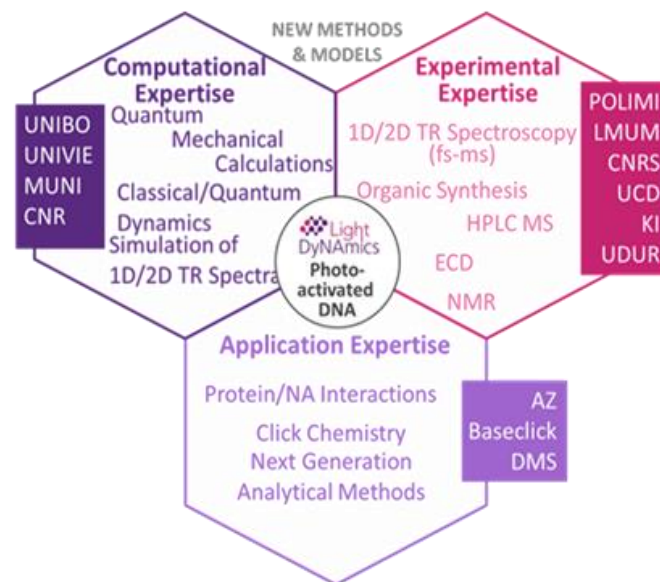 NEW METHODS
& MODELS
Computational
Expertise
UNIBO
UNIVIE
MUNI
CNR
Quantum
Mechanical
Calculations
Classical/Quantum
Dynamics
Simulation of
1D/2D TR Spectra
Experimental
Expertise
1D/2D TR Spectroscopy
(fs-ms)
Organic Synthesis
HPLC MS
ECD
NMR
POLIMI
LMUM
CNRS
UCD
KI
UDUR
Light
DyNAmics
Photo-
activated
DNA
Application Expertise
Protein/NA Interactions
Click Chemistry
Next Generation
Analytical Methods
AZ
Baseclick
DMS